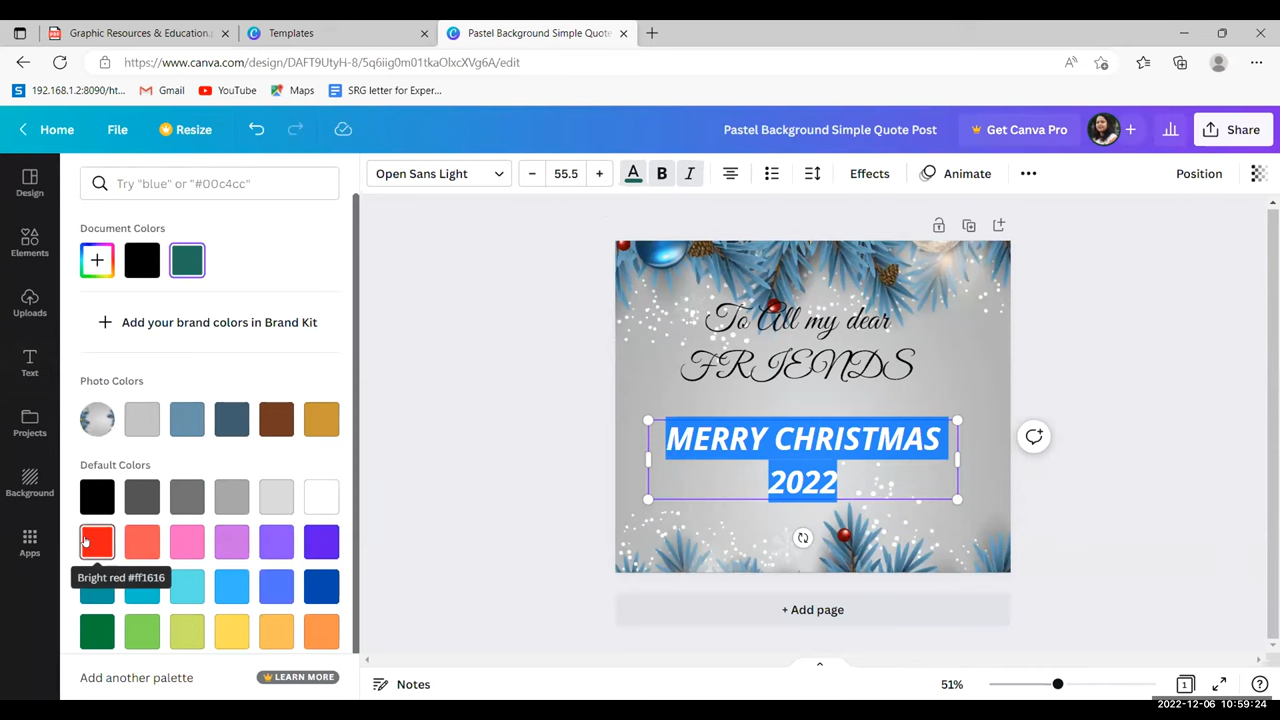 Graphic Resources & Education.
Templates
Pastel Background Simple Quote
https://www.canva.com/design/DAFT9UtyH-8/5q6iig0m01tkaOlxcXVg6A/edit
192.168.1.2:8090/ht...
Gmail
YouTube
Maps
SRG letter for Exper...
Home
File
Resize
Pastel Background Simple Quote Post
Get Canva Pro
Share
Design
Elements
Uploads
Text
Projects
Background
Apps
Try "blue" or "#00c4cc"
Document Colors
Add your brand colors in Brand Kit
Photo Colors
Default Colors
Bright red #ff1616
Add another palette
LEARN MORE
Open Sans Light
55.5
A
B
I
Effects
Animate
Position
To All my dear
FRIENDS
MERRY CHRISTMAS
2022
+ Add page
Notes
51%
1
2022-12-06 10:59:24